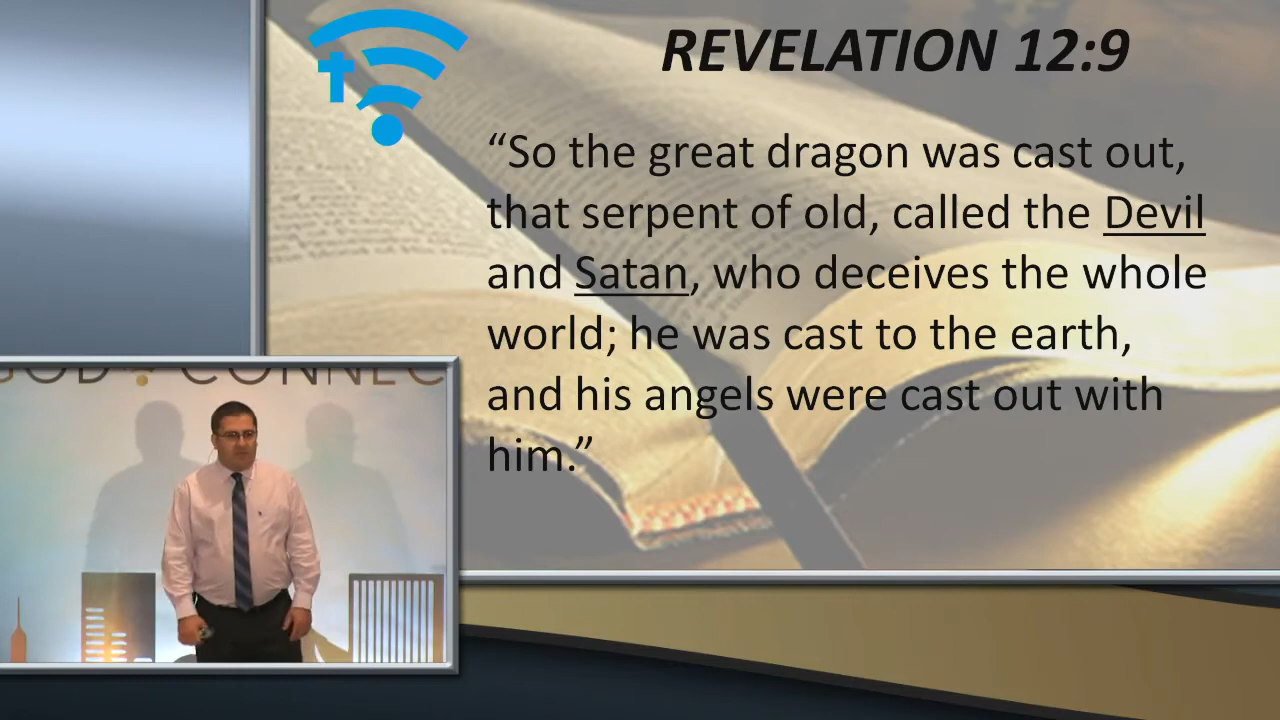 REVELATION 12:9
“So the great dragon was cast out,
that serpent of old, called the Devil
and Satan, who deceives the whole
world; he was cast to the earth,
and his angels were cast out with
him.”
GOD CONNEC